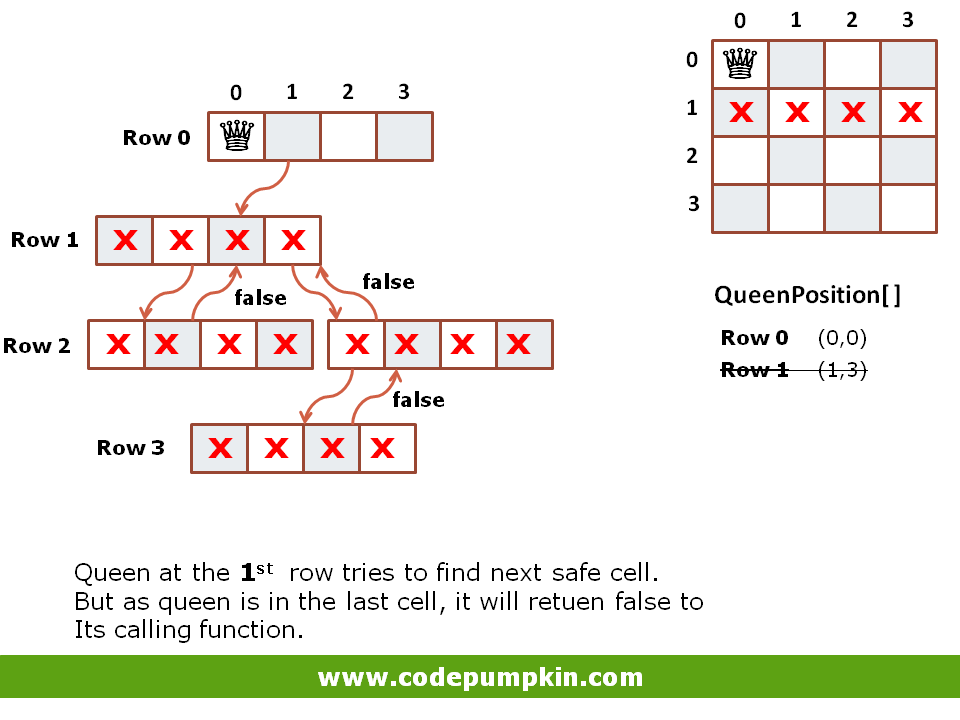 0 1 2 3
Row 0
Row 1
X X X X
false
false
Row 2
X X X X
X X X X
false
Row 3
X X X X
0 1 2 3
0
1 X X X X
2
3
QueenPosition[ ]
Row 0 (0,0)
Row 1 (1,3)
Queen at the 1st row tries to find next safe cell.
But as queen is in the last cell, it will retuen false to
Its calling function.
www.codepumpkin.com